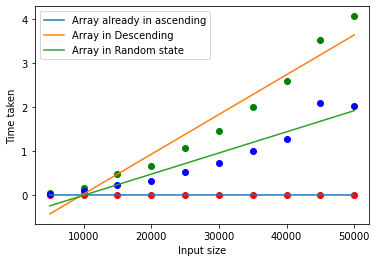 Array already in ascending
Array in Descending
Array in Random state
4
3
2
1
0
Time taken
10000 20000 30000 40000 50000
Input size